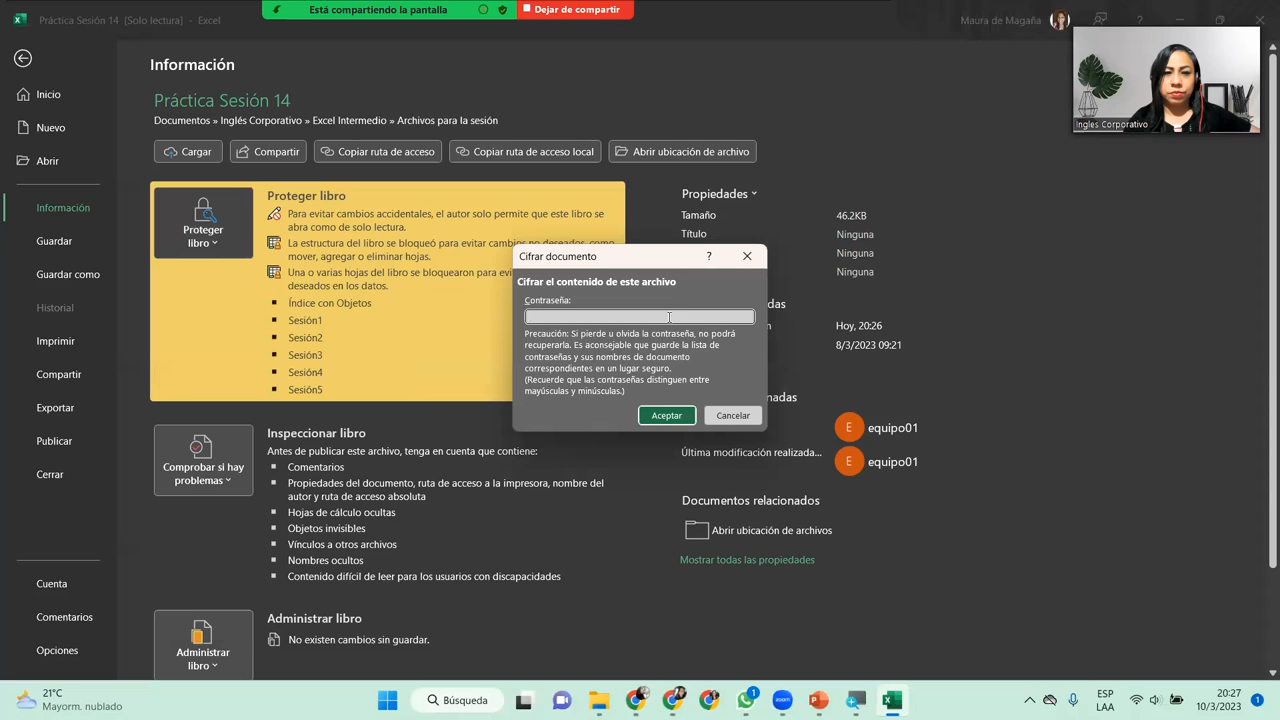 Práctica Sesión 14 [Solo lectura] - Excel
Está compartiendo la pantalla
Dejar de compartir
Maura de Magaña
Ingles Corporativo
Inicio
Nuevo
Abrir
Información
Guardar
Guardar como
Historial
Imprimir
Compartir
Exportar
Publicar
Cerrar
Cuenta
Comentarios
Opciones
Información
Práctica Sesión 14
Documentos » Inglés Corporativo » Excel Intermedio » Archivos para la sesión
Cargar
Compartir
Copiar ruta de acceso
Copiar ruta de acceso local
Abrir ubicación de archivo
Proteger
libro
Proteger libro
Para evitar cambios accidentales, el autor solo permite que este libro se
abra como de solo lectura.
La estructura del libro se bloqueó para evitar cambios no deseados, como
mover, agregar o eliminar hojas.
Una o varias hojas del libro se bloquearon para evi
deseados en los datos.
Índice con Objetos
Sesión1
Sesión2
Sesión3
Sesión4
Sesión5
Comprobar si hay
problemas
Inspeccionar libro
Antes de publicar este archivo, tenga en cuenta que contiene:
Comentarios
Propiedades del documento, ruta de acceso a la impresora, nombre del
autor y ruta de acceso absoluta
Hojas de cálculo ocultas
Objetos invisibles
Vínculos a otros archivos
Nombres ocultos
Contenido difícil de leer para los usuarios con discapacidades
Administrar
libro
Administrar libro
No existen cambios sin guardar.
Cifrar documento
?
Cifrar el contenido de este archivo
Contraseña:
Precaución: Si pierde u olvida la contraseña, no podrá
recuperarla. Es aconsejable que guarde la lista de
contraseñas y sus nombres de documento
correspondientes en un lugar seguro.
(Recuerde que las contraseñas distinguen entre
mayúsculas y minúsculas.)
Aceptar
Cancelar
Propiedades
Tamaño 46.2KB
Título Ninguna
Ninguna
Ninguna
das
Hoy, 20:26
8/3/2023 09:21
nadas
E equipo01
Última modificación realizada... E equipo01
Documentos relacionados
Abrir ubicación de archivos
Mostrar todas las propiedades
21°C
Mayorm. nublado
Búsqueda
1
zoom
ESP
LAA
20:27
10/3/2023
1